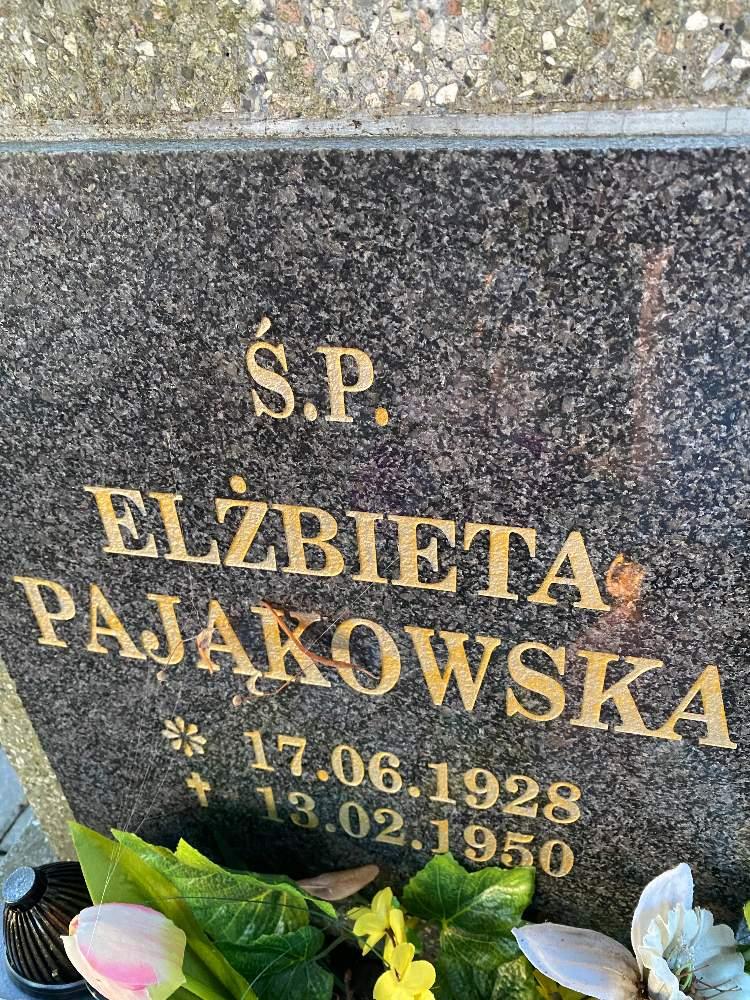 Ś.P.
ELŻBIETA
PAJĄKOWSKA
* 17.06.1928
✝ 13.02.1950